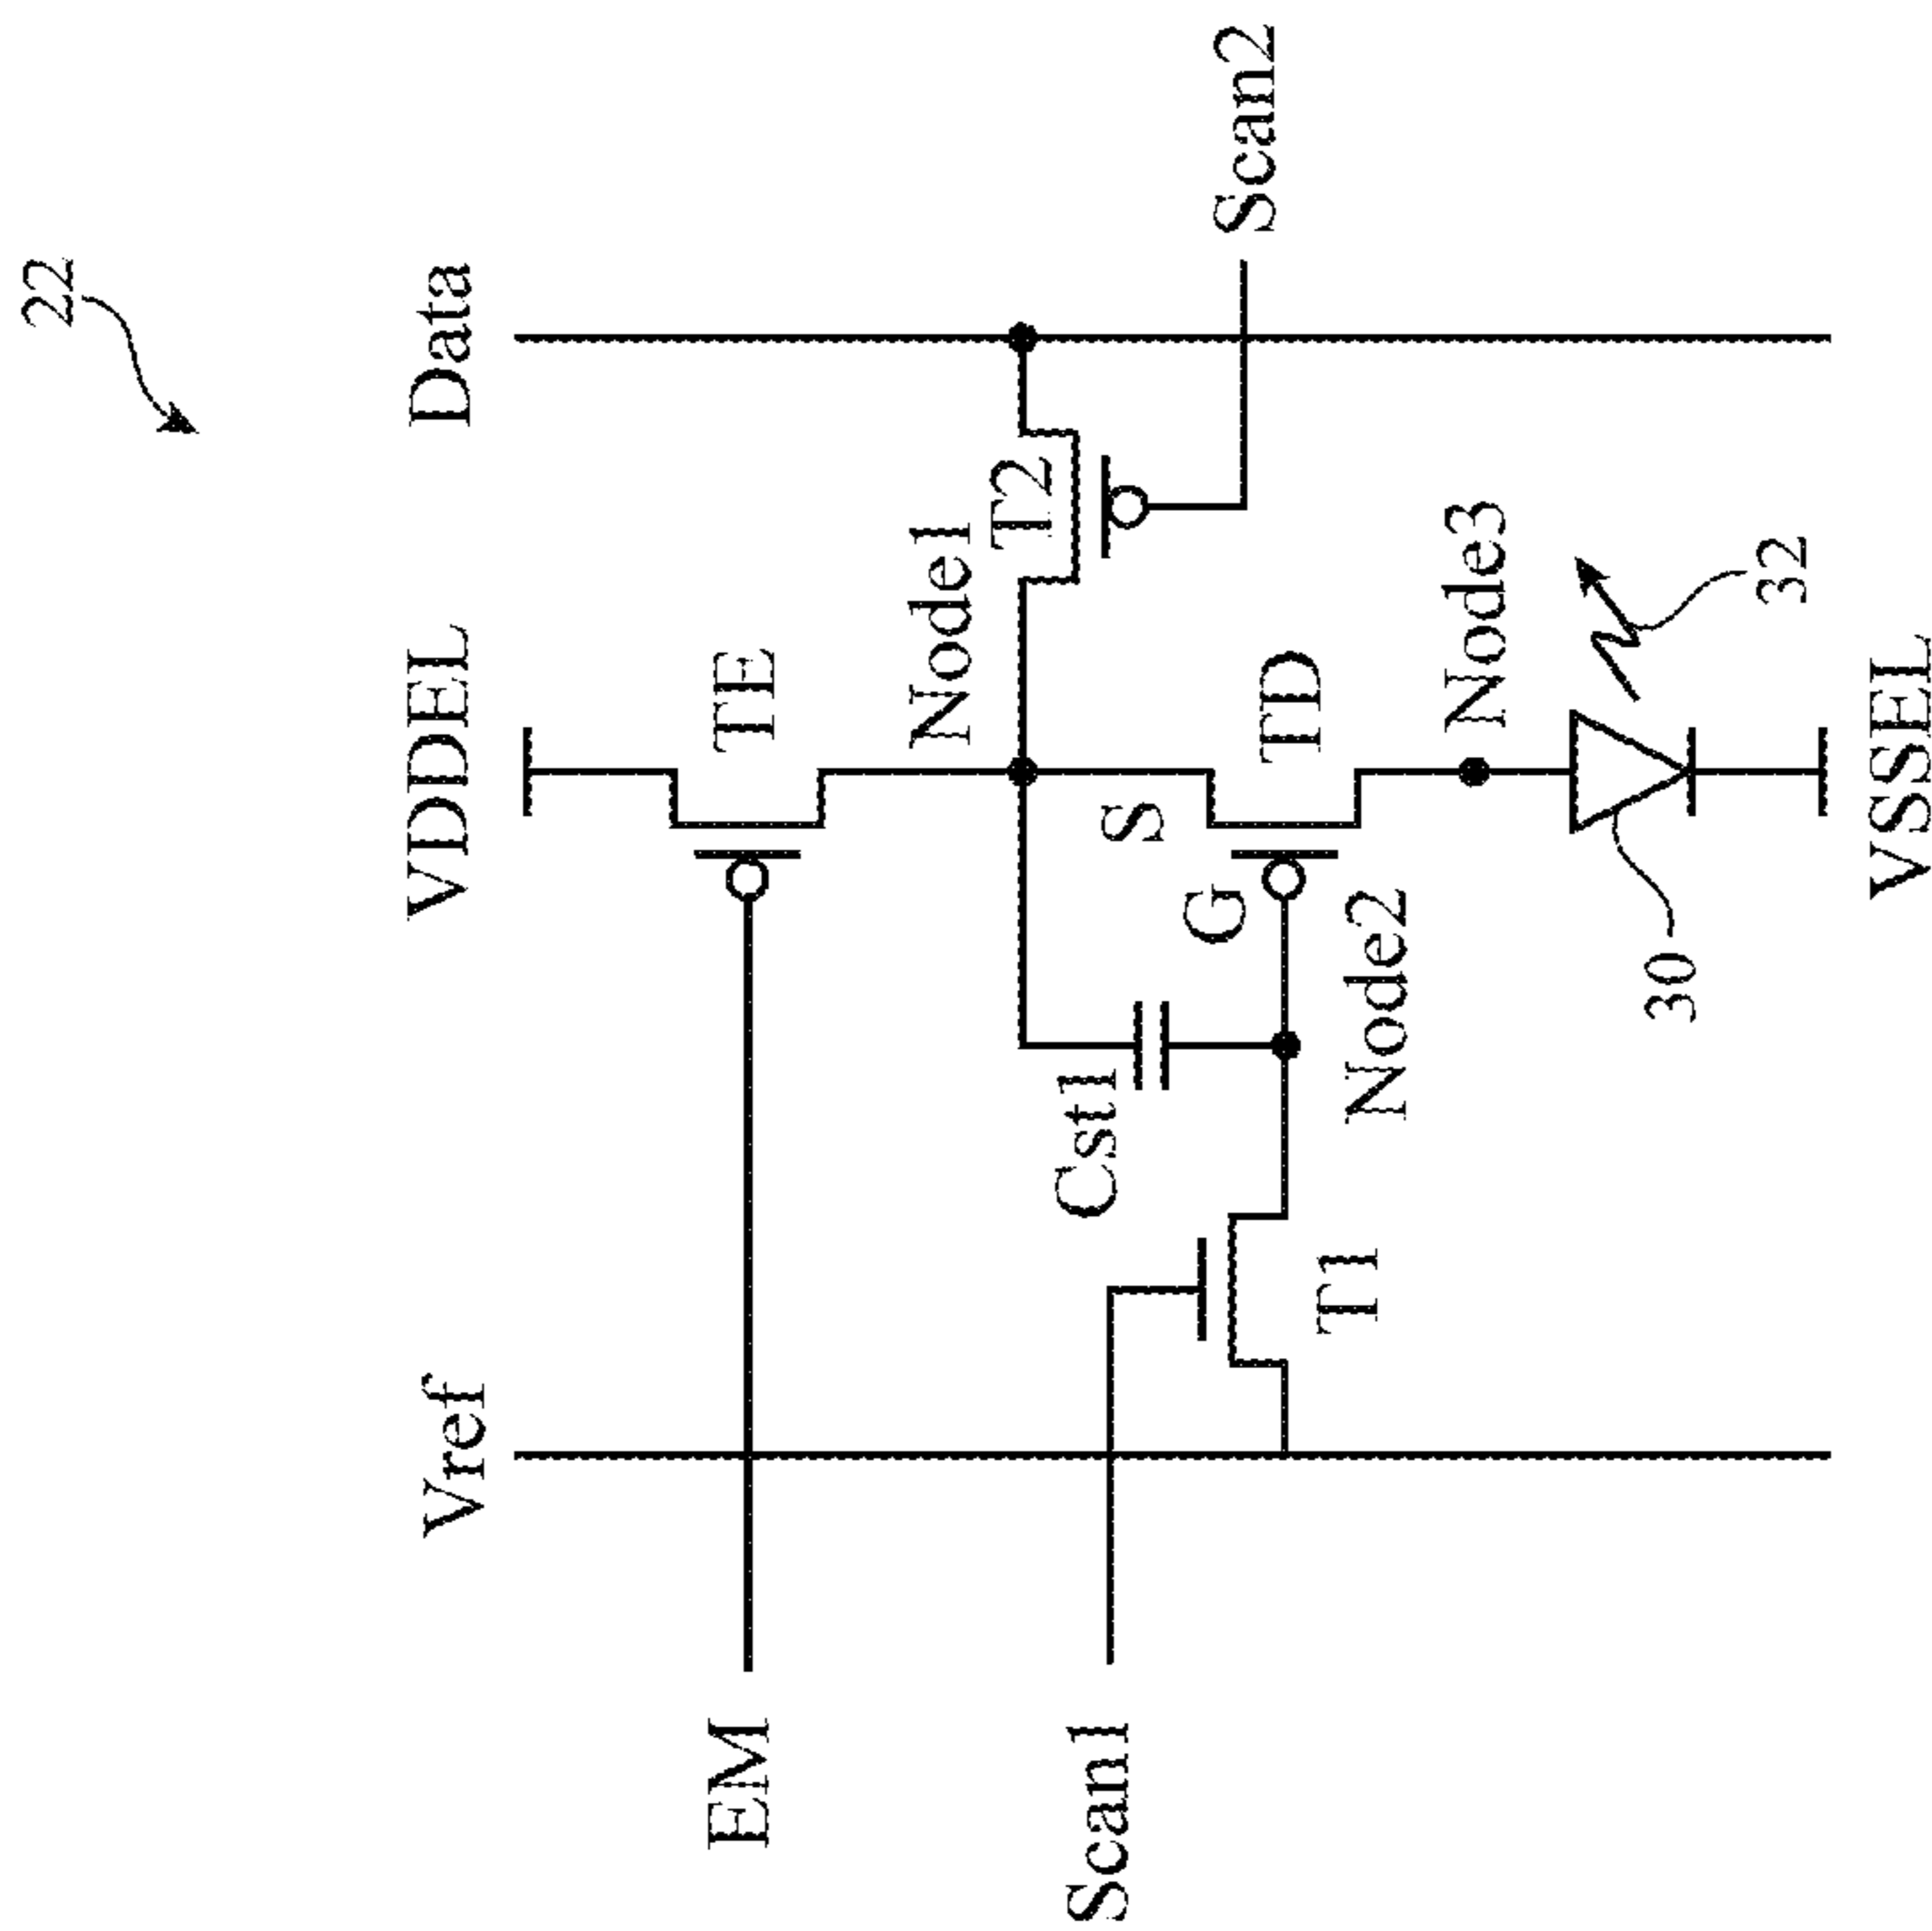 22
Vref
VDDEL
Data
EM
TE
Node1
T2
Scan1
Cst1
S
G
TD
Scan2
T1
Node2
Node3
30
32
VSSEL